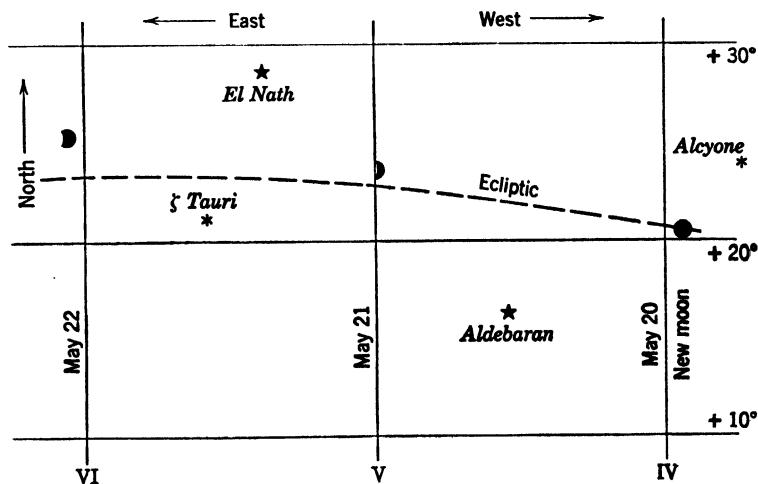 ← East
West →
+ 30°
El Nath
Alcyone
North
Ecliptic
ζ Tauri
+ 20°
May 22
May 21
May 20
New moon
Aldebaran
+ 10°
VI
V
IV